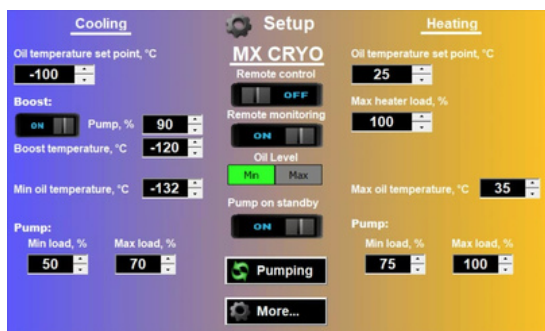 Cooling
Setup
Heating
MX CRYO
Oil temperature set point, °C
-100
Boost:
ON
Pump, %
90
Boost temperature, °C
-120
Min oil temperature, °C
-132
Pump:
Min load, %
Max load, %
50
70
Remote control
OFF
Remote monitoring
ON
Oil Level
Min
Max
Pump on standby
ON
Pumping
More...
Oil temperature set point, °C
25
Max heater load, %
100
Max oil temperature, °C
35
Pump:
Min load, %
Max load, %
75
100